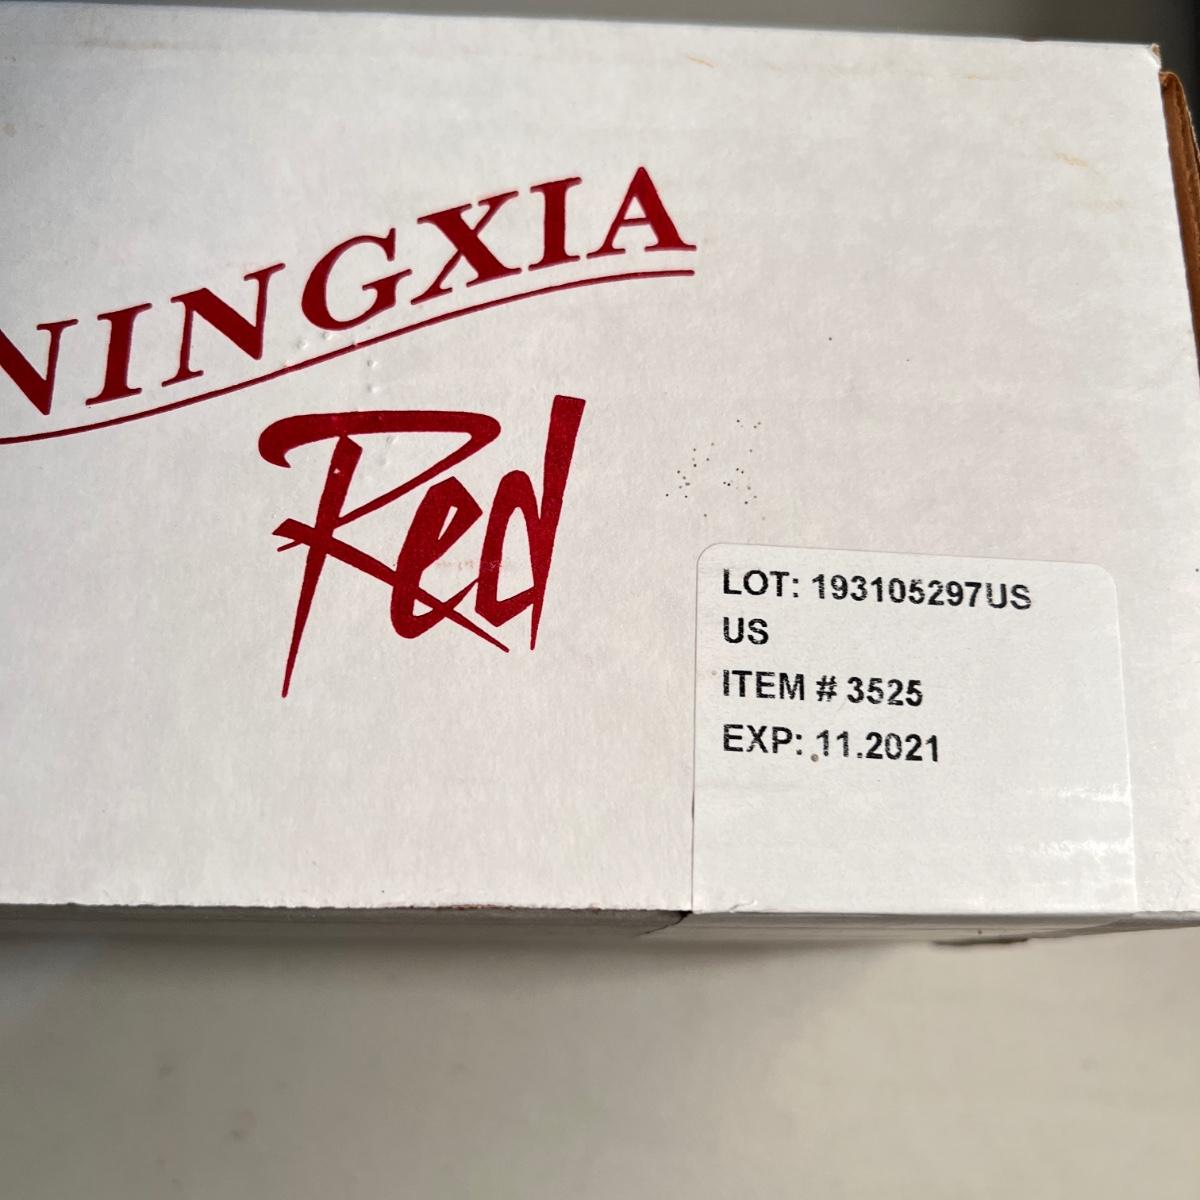 NINGXIA
Red
LOT: 193105297US
US
ITEM # 3525
EXP: 11.2021